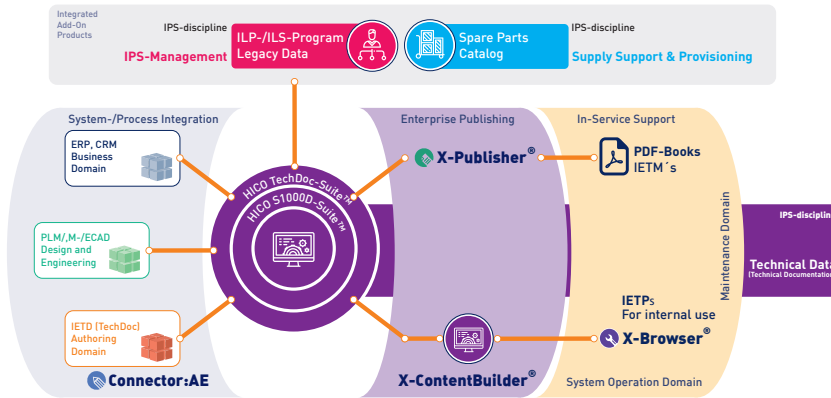 Integrated
Add-On
Products
IPS-discipline
IPS-Management
ILP-/ILS-Program
Legacy Data
Spare Parts
Catalog
IPS-discipline
Supply Support & Provisioning
System-/Process Integration
Enterprise Publishing
In-Service Support
ERP, CRM
Business
Domain
PLM/,M-/ECAD
Design and
Engineering
IETD (TechDoc)
Authoring
Domain
Connector:AE
HICO TechDoc-Suite™
HICO S1000D-Suite™
X-Publisher®
X-ContentBuilder®
PDF-Books
IETM´s
IETPs
For internal use
X-Browser®
System Operation Domain
Maintenance Domain
IPS-disciplin
Technical Data
(Technical Documentation